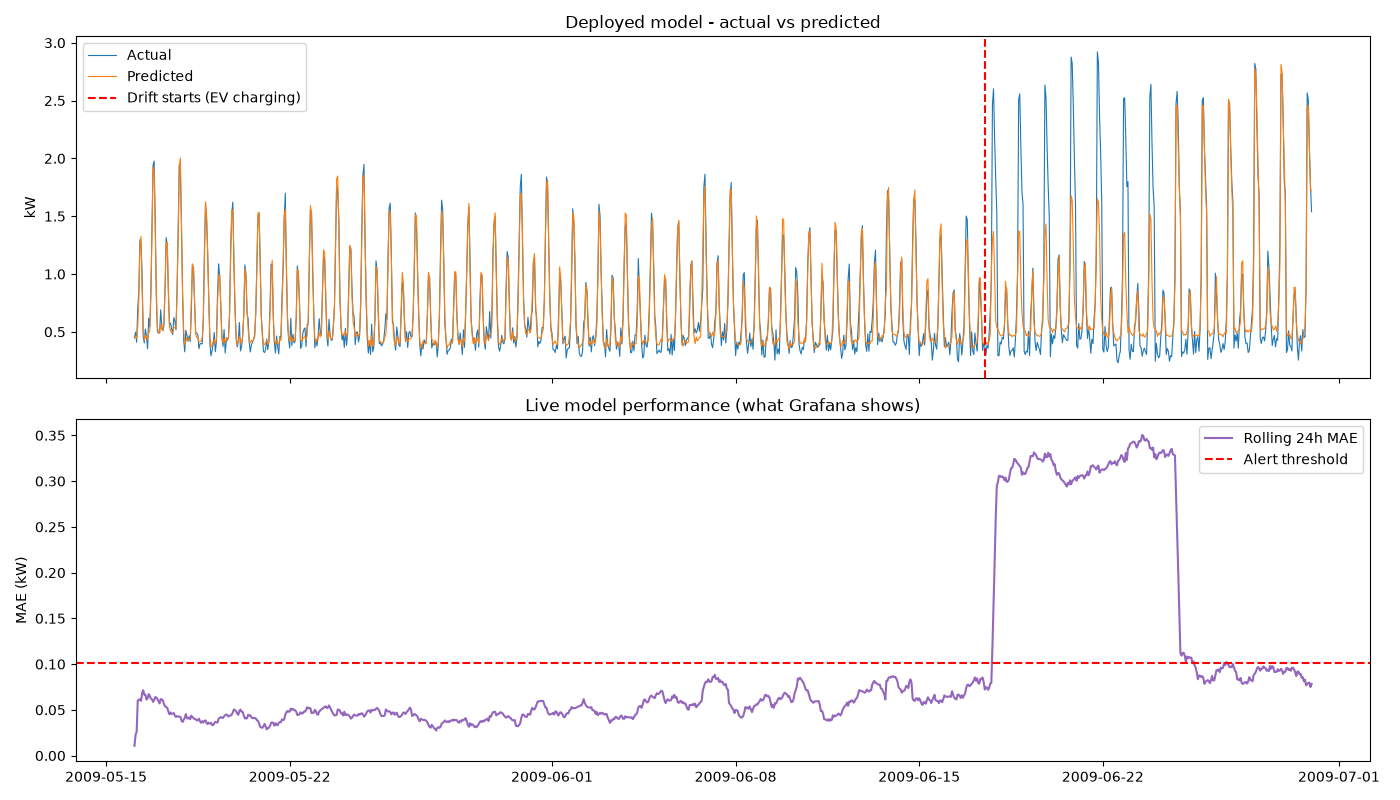 Deployed model - actual vs predicted
3.0
2.5
2.0
1.5
1.0
0.5
kW
Actual
Predicted
Drift starts (EV charging)
Live model performance (what Grafana shows)
0.35
0.30
0.25
0.20
0.15
0.10
0.05
0.00
MAE (kW)
Rolling 24h MAE
Alert threshold
2009-05-15 2009-05-22 2009-06-01 2009-06-08 2009-06-15 2009-06-22 2009-07-01